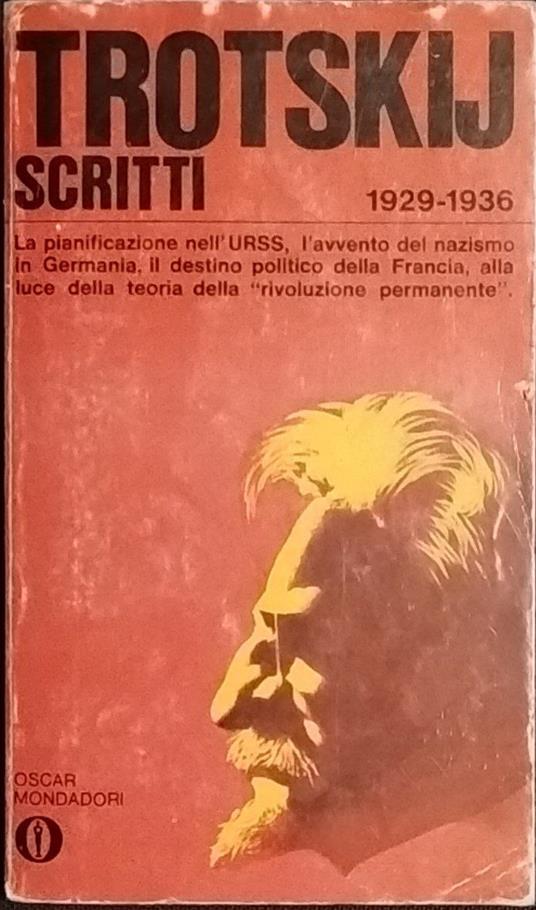 TROTSKIJ
SCRITTI
1929-1936
La pianificazione nell'URSS, l'avvento del nazismo
in Germania, il destino politico della Francia, alla
luce della teoria della "rivoluzione permanente".
OSCAR
MONDADORI